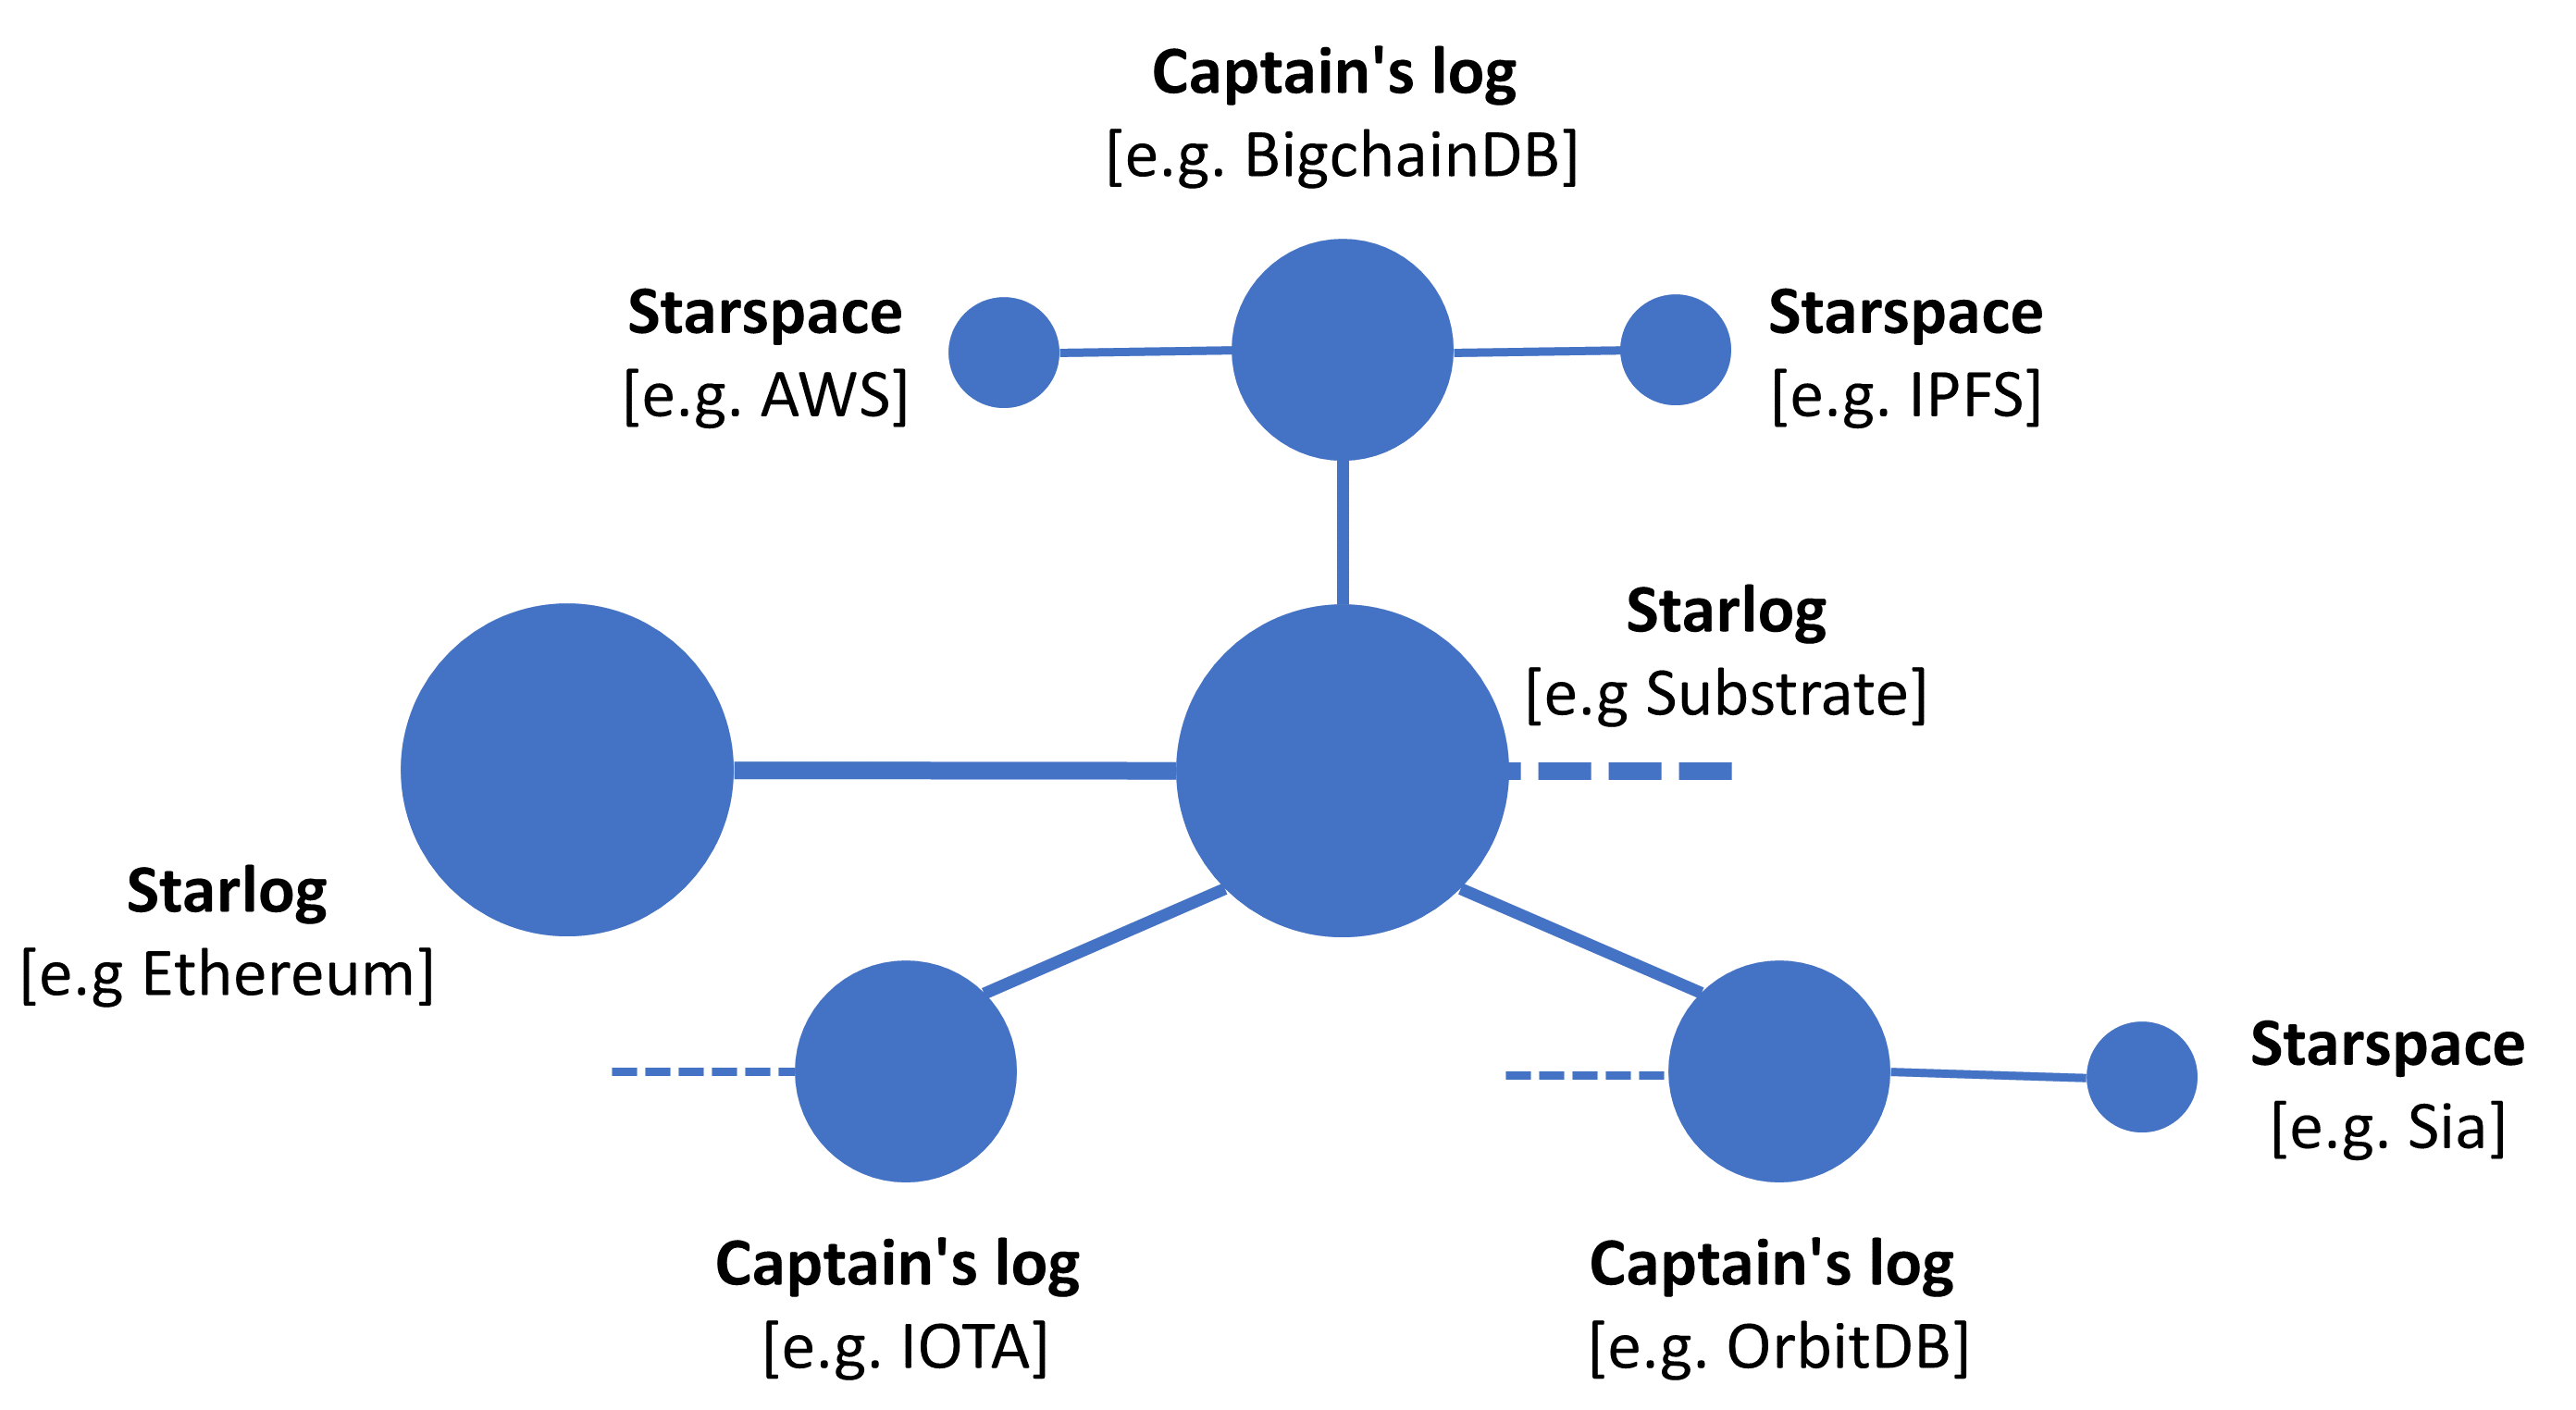 Captain's log
[e.g. BigchainDB]
Starspace
[e.g. AWS]
Starspace
[e.g. IPFS]
Starlog
[e.g Substrate]
Starlog
[e.g Ethereum]
Starspace
[e.g. Sia]
Captain's log
[e.g. IOTA]
Captain's log
[e.g. OrbitDB]